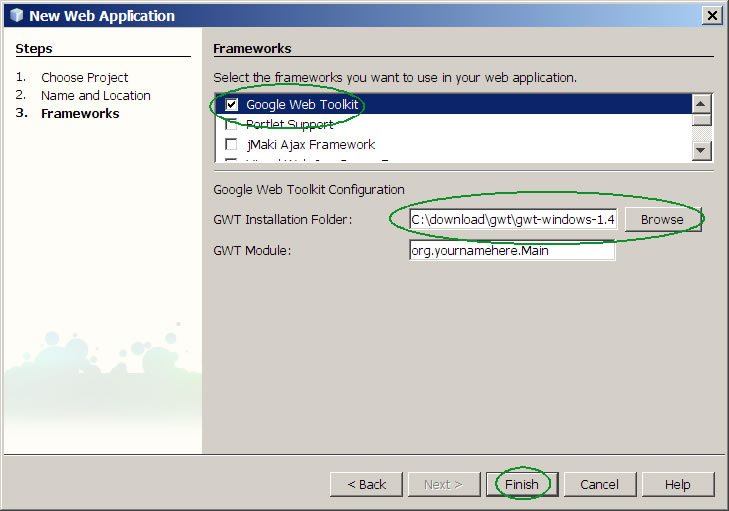 New Web Application
Steps
1. Choose Project
2. Name and Location
3. Frameworks
Frameworks
Select the frameworks you want to use in your web application.
Google Web Toolkit
Portlet Support
jMaki Ajax Framework
Google Web Toolkit Configuration
GWT Installation Folder: C:\download\gwt\gwt-windows-1.4 Browse
GWT Module: org.yournamehere.Main
< Back Next > Finish Cancel Help